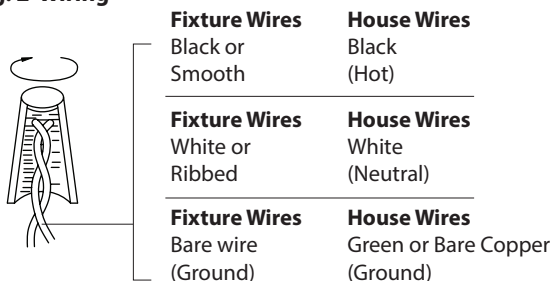 Wiring
Fixture Wires House Wires
Black or Black
Smooth (Hot)
Fixture Wires House Wires
White or White
Ribbed (Neutral)
Fixture Wires House Wires
Bare wire Green or Bare Copper
(Ground) (Ground)